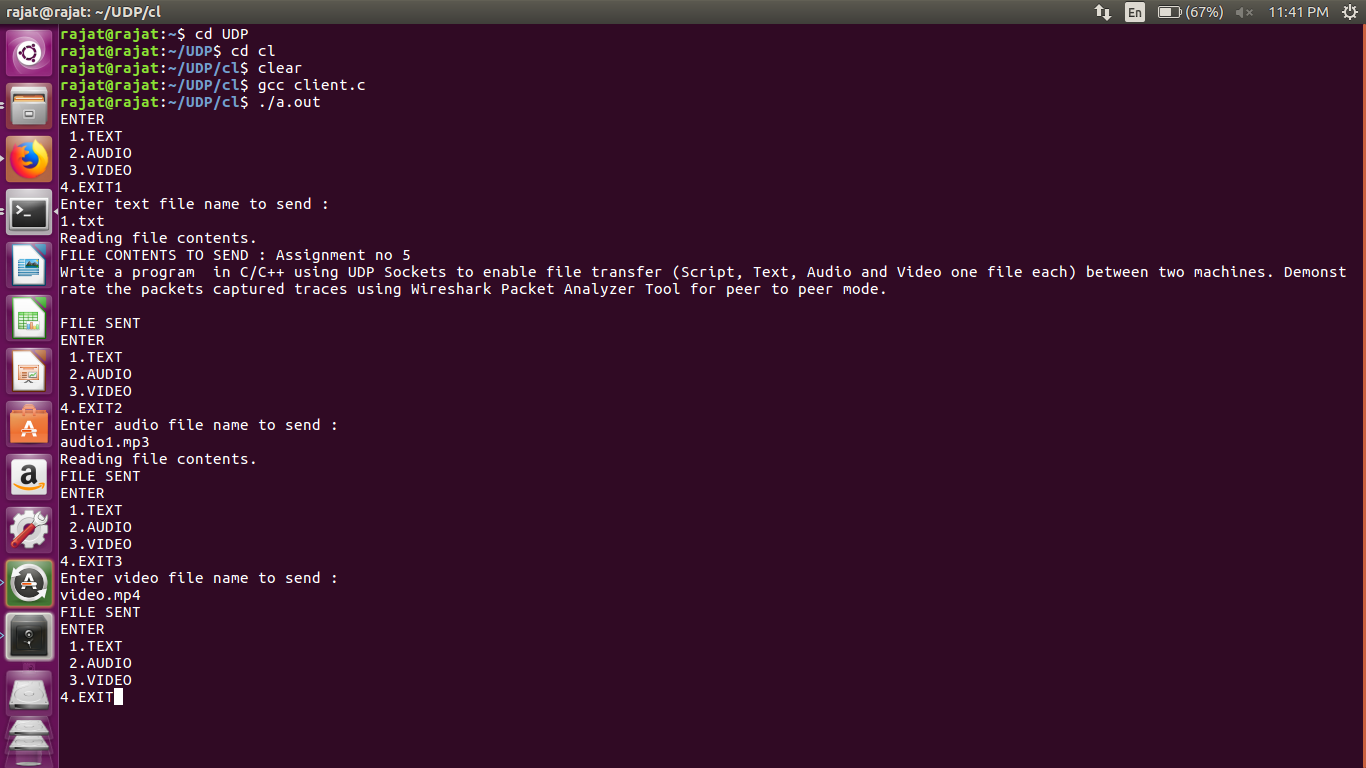 rajat@rajat: ~/UDP/cl
En
(67%)
11:41 PM
rajat@rajat:~$ cd UDP
rajat@rajat:~/UDP$ cd cl
rajat@rajat:~/UDP/cl$ clear
rajat@rajat:~/UDP/cl$ gcc client.c
rajat@rajat:~/UDP/cl$ ./a.out
ENTER
 1.TEXT
 2.AUDIO
 3.VIDEO
4.EXIT1
Enter text file name to send :
1.txt
Reading file contents.
FILE CONTENTS TO SEND : Assignment no 5
Write a program  in C/C++ using UDP Sockets to enable file transfer (Script, Text, Audio and Video one file each) between two machines. Demonst
rate the packets captured traces using Wireshark Packet Analyzer Tool for peer to peer mode.
FILE SENT
ENTER
 1.TEXT
 2.AUDIO
 3.VIDEO
4.EXIT2
Enter audio file name to send :
audio1.mp3
Reading file contents.
FILE SENT
ENTER
 1.TEXT
 2.AUDIO
 3.VIDEO
4.EXIT3
Enter video file name to send :
video.mp4
FILE SENT
ENTER
 1.TEXT
 2.AUDIO
 3.VIDEO
4.EXIT